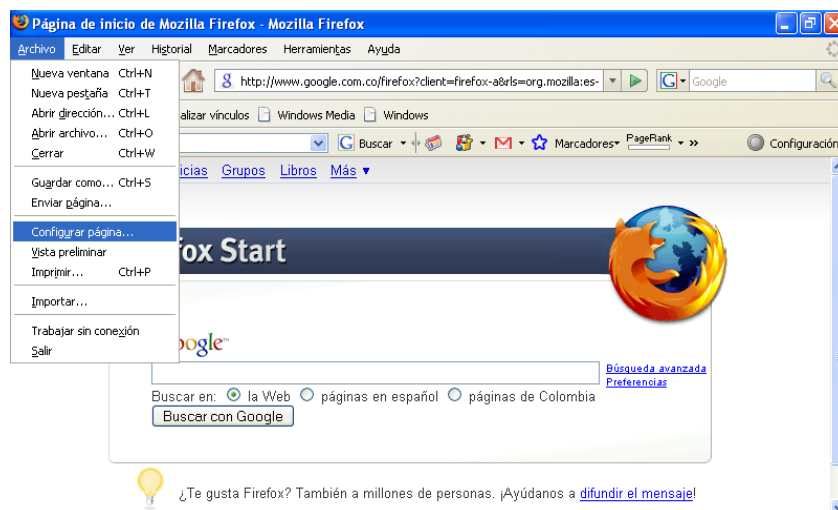 Página de inicio de Mozilla Firefox - Mozilla Firefox
Archivo Editar Ver Historial Marcadores Herramientas Ayuda
Nueva ventana Ctrl+N
Nueva pestaña Ctrl+T
Abrir dirección... Ctrl+L
Abrir archivo... Ctrl+O
Cerrar Ctrl+W
Guardar como... Ctrl+S
Enviar página...
Configurar página...
Vista preliminar
Imprimir... Ctrl+P
Importar...
Trabajar sin conexión
Salir
http://www.google.com.co/firefox?client=firefox-a&rls=org.mozilla:es- G Google
alizar vínculos Windows Media Windows
G Buscar Marcadores PageRank » Configuración
icias Grupos Libros Más
fox Start
oogle™
Búsqueda avanzada
Preferencias
Buscar en: la Web páginas en español páginas de Colombia
Buscar con Google
¿Te gusta Firefox? También a millones de personas. ¡Ayúdanos a difundir el mensaje!